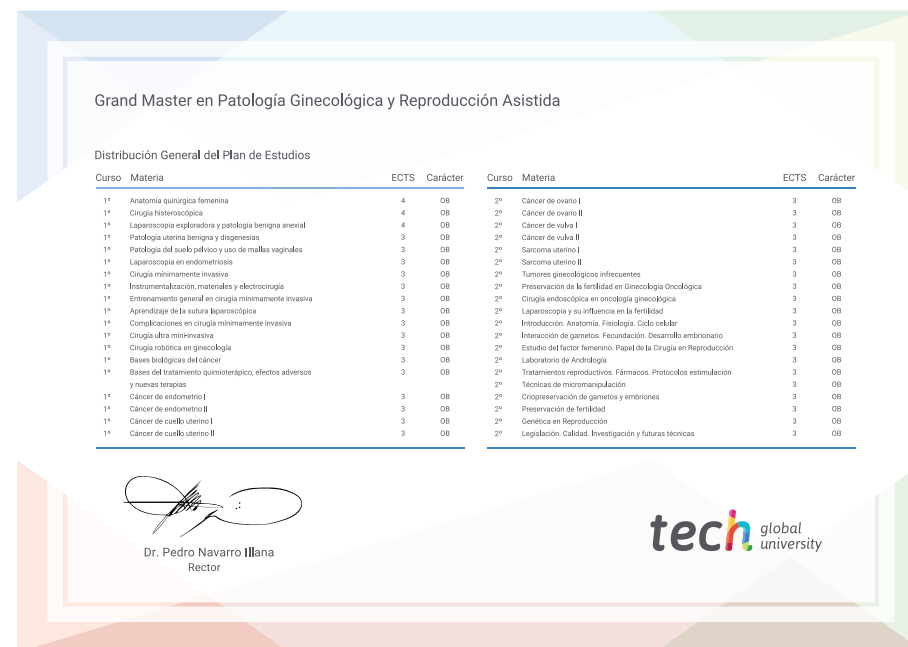 Grand Master en Patología Ginecológica y Reproducción Asistida
Distribución General del Plan de Estudios
Curso Materia ECTS Carácter
1º Anatomía quirúrgica femenina 4 OB
1º Cirugía histeroscópica 4 OB
1º Laparoscopia exploradora y patología benigna anexial 4 OB
1º Patología uterina benigna y disgenesias 3 OB
1º Patología del suelo pélvico y uso de mallas vaginales 3 OB
1º Laparoscopia en endometriosis 3 OB
1º Cirugía mínimamente invasiva 3 OB
1º Instrumentalización, materiales y electrocirugía 3 OB
1º Entrenamiento general en cirugía mínimamente invasiva 3 OB
1º Aprendizaje de la sutura laparoscópica 3 OB
1º Complicaciones en cirugía mínimamente invasiva 3 OB
1º Cirugía ultra mini-invasiva 3 OB
1º Cirugía robótica en ginecología 3 OB
1º Bases biológicas del cáncer 3 OB
1º Bases del tratamiento quimioterápico, efectos adversos 3 OB
y nuevas terapias
1º Cáncer de endometrio I 3 OB
1º Cáncer de endometrio II 3 OB
1º Cáncer de cuello uterino I 3 OB
1º Cáncer de cuello uterino II 3 OB
Curso Materia ECTS Carácter
2º Cáncer de ovario I 3 OB
2º Cáncer de ovario II 3 OB
2º Cáncer de vulva I 3 OB
2º Cáncer de vulva II 3 OB
2º Sarcoma uterino I 3 OB
2º Sarcoma uterino II 3 OB
2º Tumores ginecológicos infrecuentes 3 OB
2º Preservación de la fertilidad en Ginecología Oncológica 3 OB
2º Cirugía endoscópica en oncología ginecológica 3 OB
2º Laparoscopia y su influencia en la fertilidad 3 OB
2º Introducción. Anatomía. Fisiología. Ciclo celular 3 OB
2º Interacción de gametos. Fecundación. Desarrollo embrionario 3 OB
2º Estudio del factor femenino. Papel de la Cirugía en Reproducción 3 OB
2º Laboratorio de Andrología 3 OB
2º Tratamientos reproductivos. Fármacos. Protocolos estimulación 3 OB
2º Técnicas de micromanipulación 3 OB
2º Criopreservación de gametos y embriones 3 OB
2º Preservación de fertilidad 3 OB
2º Genética en Reproducción 3 OB
2º Legislación. Calidad. Investigación y futuras técnicas 3 OB
Dr. Pedro Navarro Illana
Rector
tech global
university